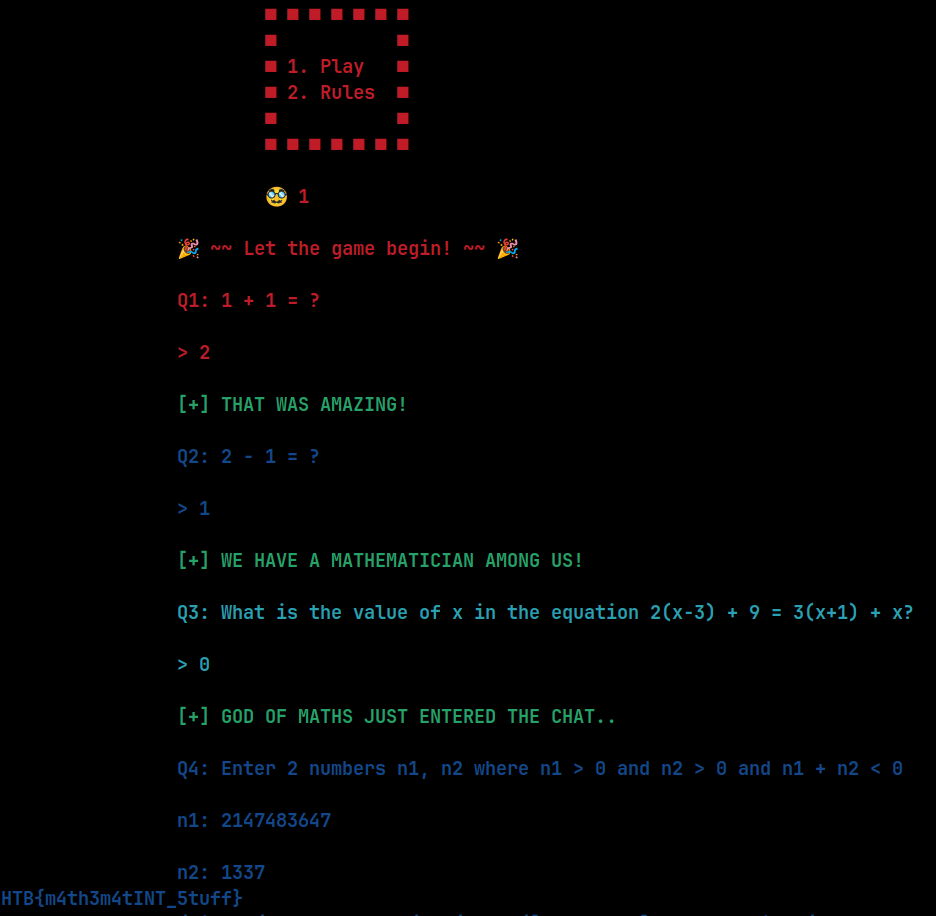 1. Play
2. Rules
1
~~ Let the game begin! ~~
Q1: 1 + 1 = ?
> 2
[+] THAT WAS AMAZING!
Q2: 2 - 1 = ?
> 1
[+] WE HAVE A MATHEMATICIAN AMONG US!
Q3: What is the value of x in the equation 2(x-3) + 9 = 3(x+1) + x?
> 0
[+] GOD OF MATHS JUST ENTERED THE CHAT..
Q4: Enter 2 numbers n1, n2 where n1 > 0 and n2 > 0 and n1 + n2 < 0
n1: 2147483647
n2: 1337
HTB{m4th3m4tINT_5tuff}